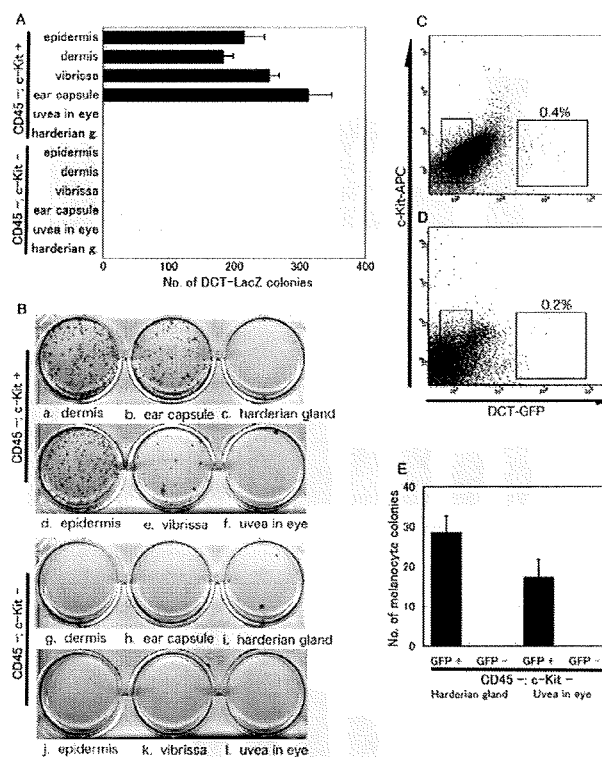 A
CD45 -; c-Kit +
epidermis
dermis
vibrissa
ear capsule
uvea in eye
harderian g.
CD45 -; c-Kit -
epidermis
dermis
vibrissa
ear capsule
uvea in eye
harderian g.
0 100 200 300 400
No. of DCT-LacZ colonies
B
CD45 -; c-Kit +
a. dermis b. ear capsule c. harderian gland
d. epidermis e. vibrissa f. uvea in eye
CD45 -; c-Kit -
g. dermis h. ear capsule i. harderian gland
j. epidermis k. vibrissa l. uvea in eye
C
0.4%
c-Kit-APC
D
0.2%
DCT-GFP
E
No. of melanocyte colonies
40
30
20
10
0
GFP + GFP - GFP + GFP -
CD45 -; c-Kit -
Harderian gland Uvea in eye